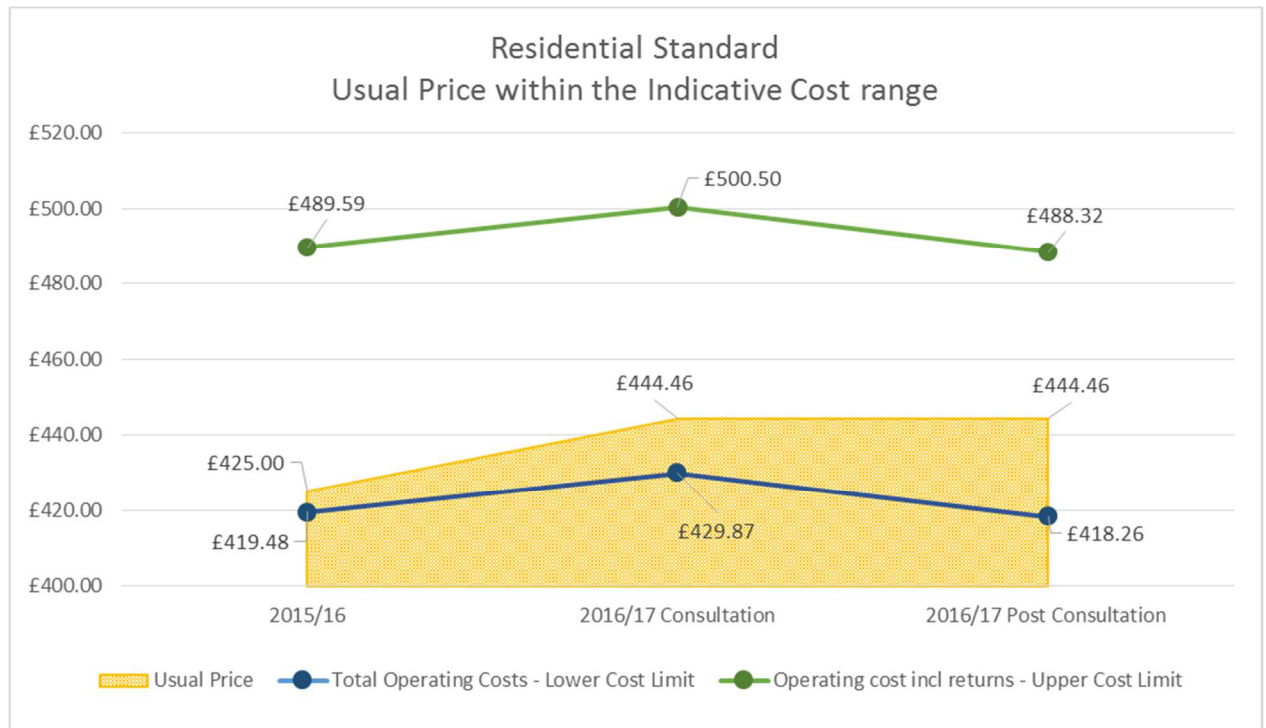 Residential Standard
Usual Price within the Indicative Cost range
£520.00
£500.00
£480.00
£460.00
£440.00
£420.00
£400.00
£489.59
£500.50
£488.32
£444.46
£444.46
£425.00
£419.48
£429.87
£418.26
2015/16
2016/17 Consultation
2016/17 Post Consultation
Usual Price
Total Operating Costs - Lower Cost Limit
Operating cost incl returns - Upper Cost Limit